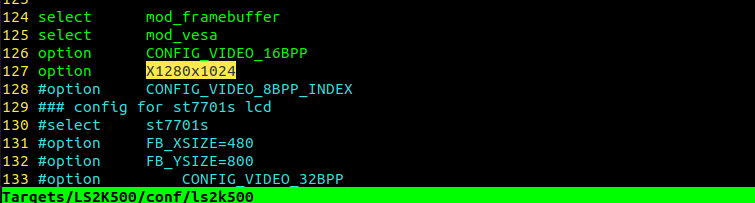 124 select      mod_framebuffer
125 select      mod_vesa
126 option      CONFIG_VIDEO_16BPP
127 option      X1280x1024
128 #option     CONFIG_VIDEO_8BPP_INDEX
129 ### config for st7701s lcd
130 #select     st7701s
131 #option     FB_XSIZE=480
132 #option     FB_YSIZE=800
133 #option         CONFIG_VIDEO_32BPP
Targets/LS2K500/conf/ls2k500